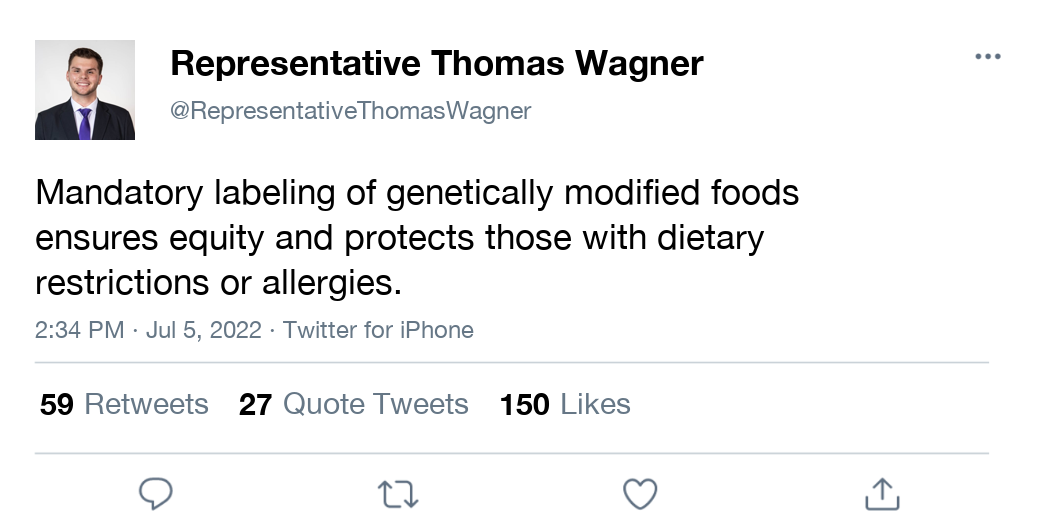 Representative Thomas Wagner
@RepresentativeThomasWagner
Mandatory labeling of genetically modified foods
ensures equity and protects those with dietary
restrictions or allergies.
2:34 PM · Jul 5, 2022 · Twitter for iPhone
59 Retweets 27 Quote Tweets 150 Likes